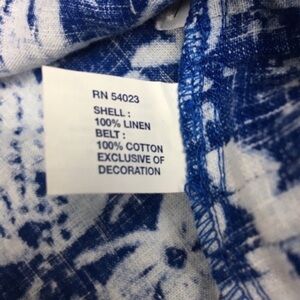 RN 54023
SHELL :
100% LINEN
BELT :
100% COTTON
EXCLUSIVE OF
DECORATION